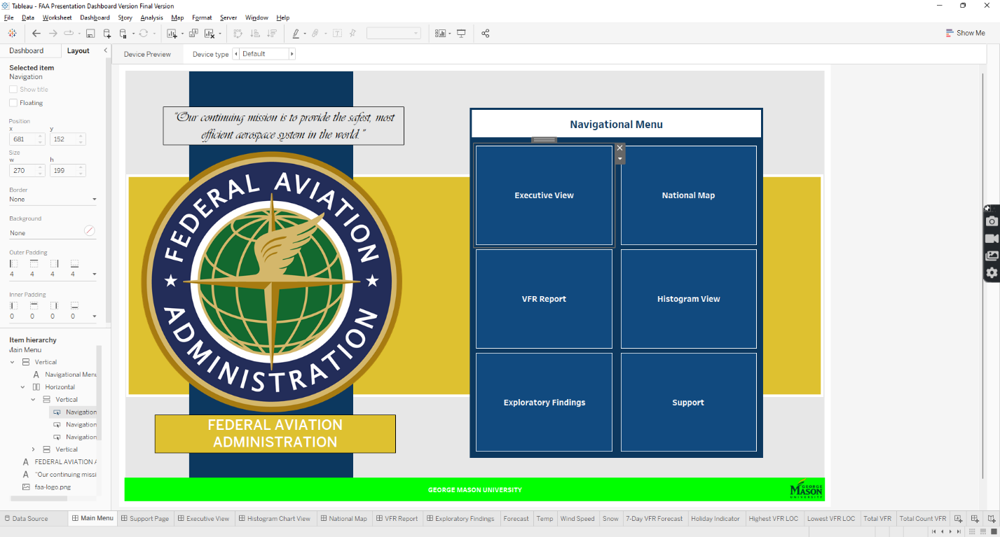 Tableau - FAA Presentation Dashboard Version Final Version
File Data Worksheet Dashboard Story Analysis Map Format Server Window Help
Show Me
Dashboard Layout
Device Preview Device type Default
Selected item
Navigation
Show title
Floating
Position
x y
681 152
Size
w h
270 199
Border
None
Background
None
Outer Padding
4 4 4 4
Inner Padding
0 0 0 0
Item hierarchy
Main Menu
Vertical
Navigational Menu
Horizontal
Vertical
Navigation
Navigation
Navigation
Vertical
FEDERAL AVIATION A
"Our continuing missi
faa-logo.png
"Our continuing mission is to provide the safest, most
efficient aerospace system in the world."
FEDERAL AVIATION
ADMINISTRATION
FEDERAL AVIATION
ADMINISTRATION
Navigational Menu
Executive View
National Map
VFR Report
Histogram View
Exploratory Findings
Support
GEORGE MASON UNIVERSITY
GEORGE
MASON
UNIVERSITY
Data Source Main Menu Support Page Executive View Histogram Chart View National Map VFR Report Exploratory Findings Forecast Temp Wind Speed Snow 7-Day VFR Forecast Holiday Indicator Highest VFR LOC Lowest VFR LOC Total VFR Total Count VFR